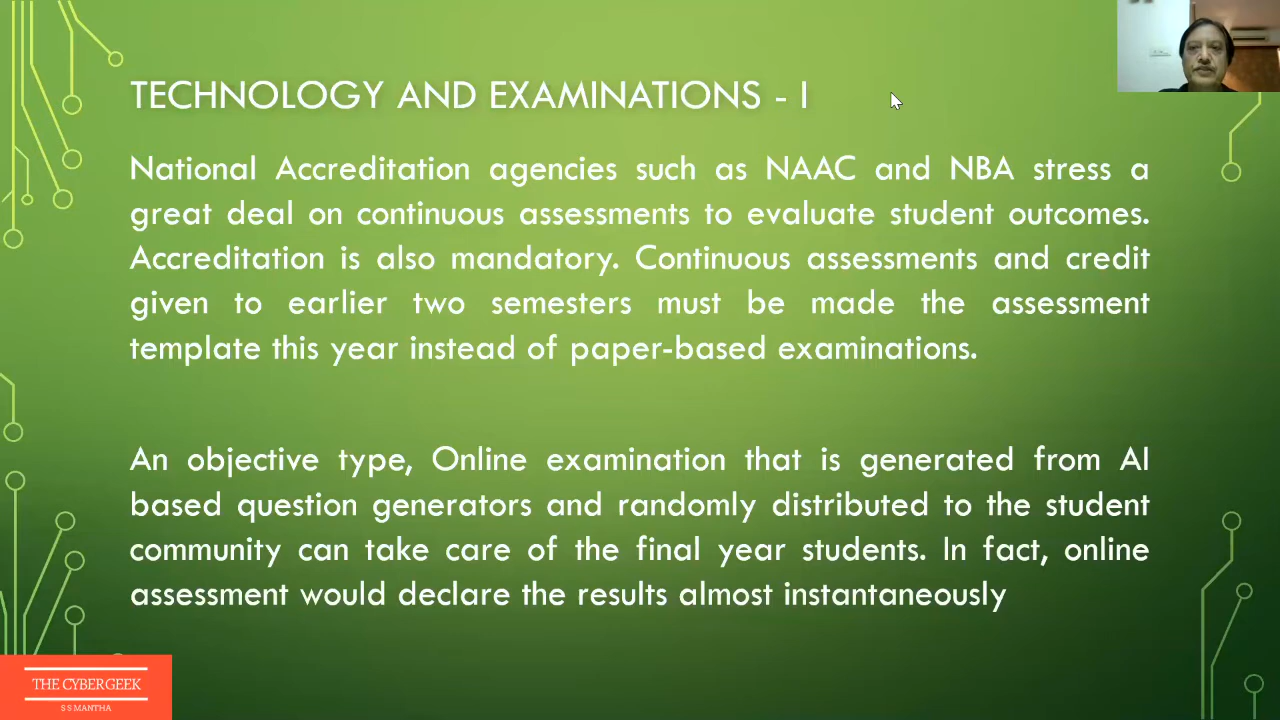 TECHNOLOGY AND EXAMINATIONS - I
National Accreditation agencies such as NAAC and NBA stress a
great deal on continuous assessments to evaluate student outcomes.
Accreditation is also mandatory. Continuous assessments and credit
given to earlier two semesters must be made the assessment
template this year instead of paper-based examinations.
An objective type, Online examination that is generated from AI
based question generators and randomly distributed to the student
community can take care of the final year students. In fact, online
assessment would declare the results almost instantaneously
THE CYBERGEEK
S S MANTHA